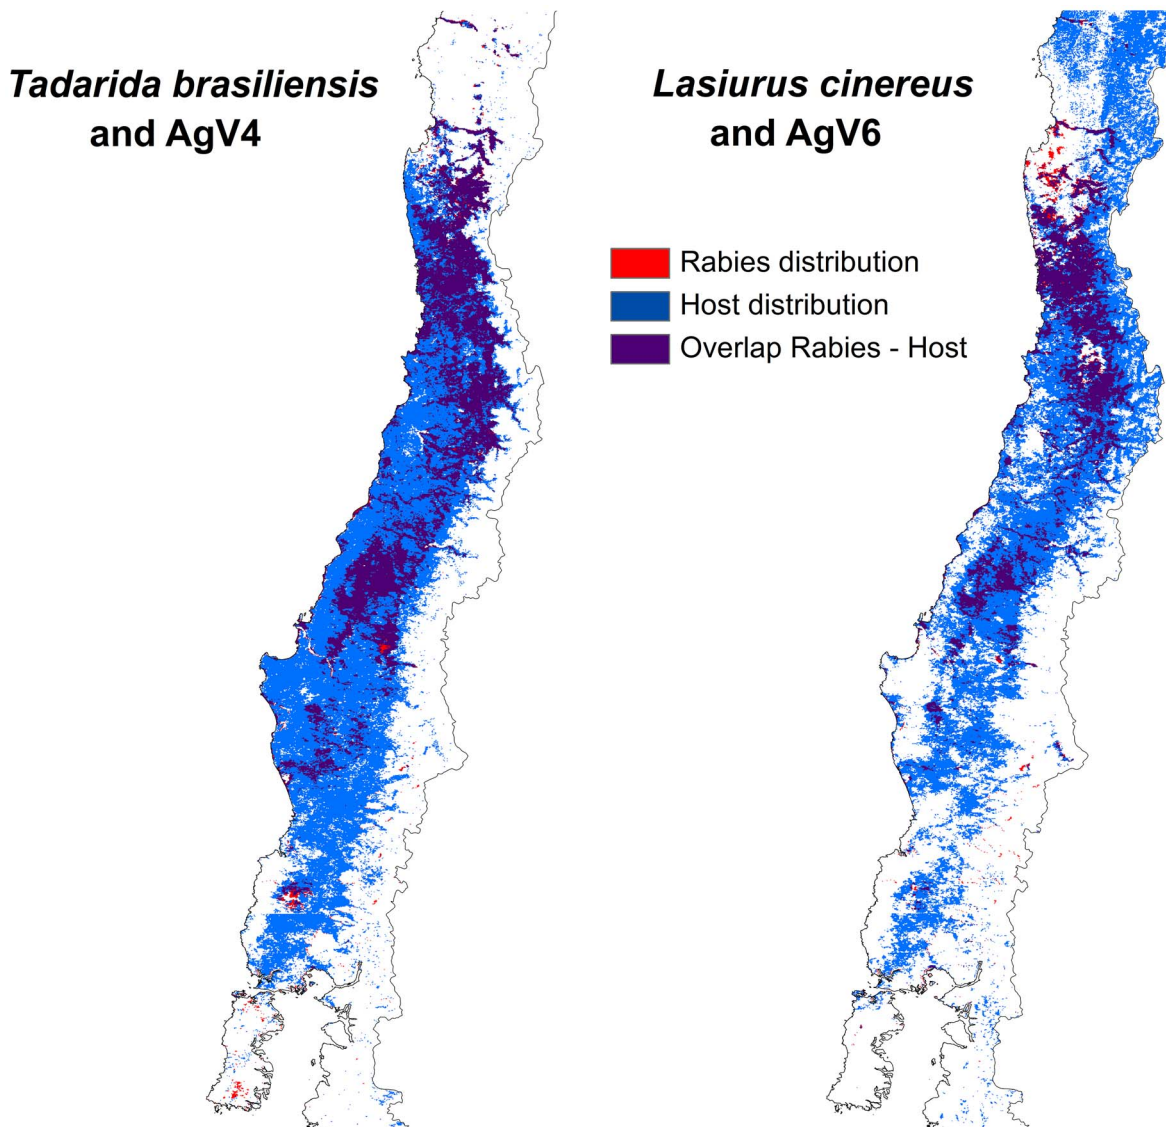 Tadarida brasiliensis
and AgV4
Lasiurus cinereus
and AgV6
Rabies distribution
Host distribution
Overlap Rabies - Host